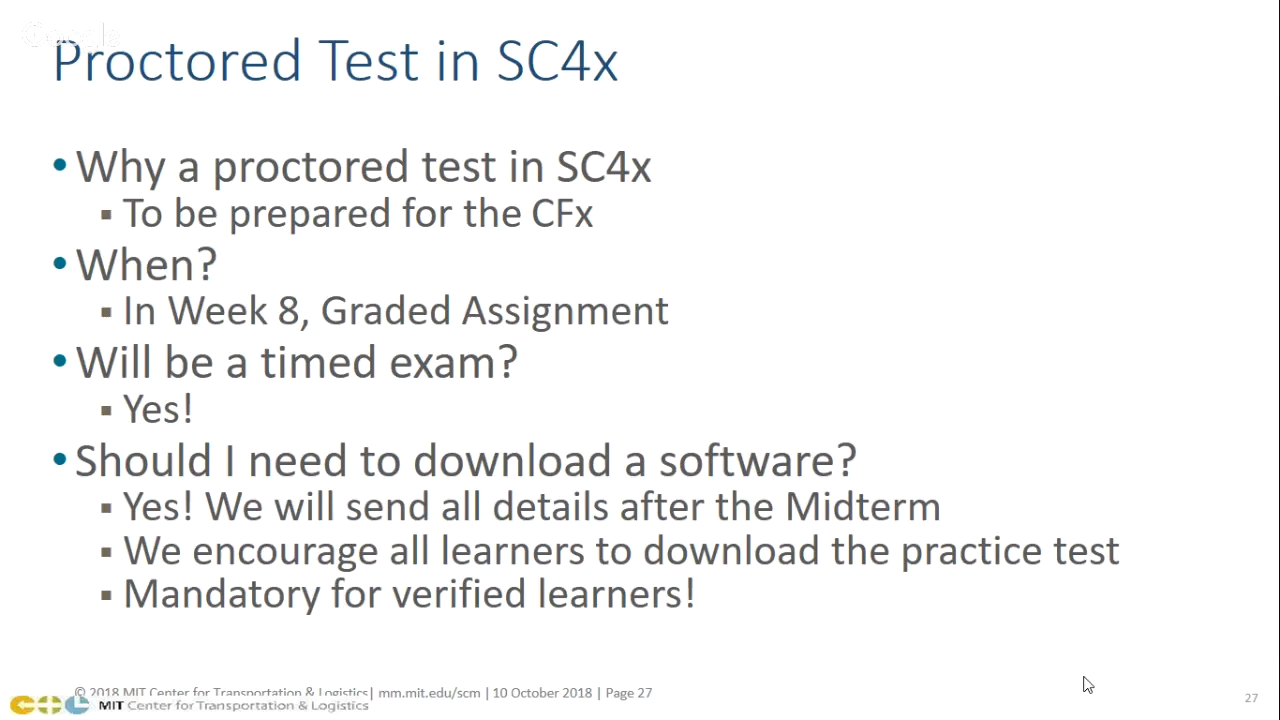 Google
Proctored Test in SC4x
• Why a proctored test in SC4x
▪ To be prepared for the CFx
• When?
▪ In Week 8, Graded Assignment
• Will be a timed exam?
▪ Yes!
• Should I need to download a software?
▪ Yes! We will send all details after the Midterm
▪ We encourage all learners to download the practice test
▪ Mandatory for verified learners!
© 2018 MIT Center for Transportation & Logistics| mm.mit.edu/scm | 10 October 2018 | Page 27
MIT Center for Transportation & Logistics
27